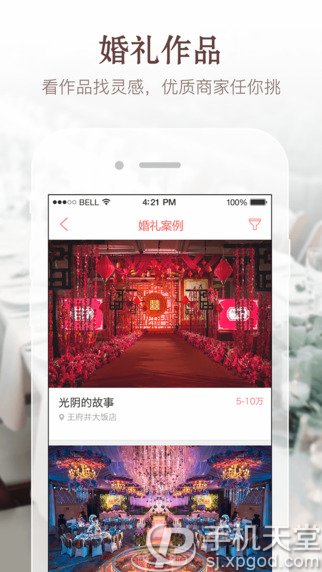 婚礼作品
看作品找灵感，优质商家任你挑
BELL 4:21 PM 100%
婚礼案例
光阴的故事 5-10万
王府井大饭店
手机天堂
sj.xpgod.com